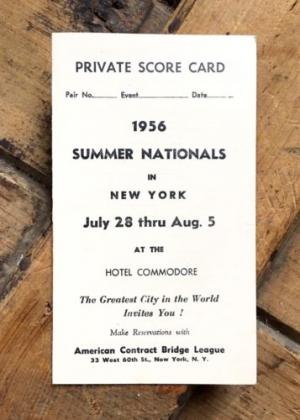 PRIVATE SCORE CARD
Pair No. Event Date
1956
SUMMER NATIONALS
IN
NEW YORK
July 28 thru Aug. 5
AT THE
HOTEL COMMODORE
The Greatest City in the World
Invites You !
Make Reservations with
American Contract Bridge League
33 West 60th St., New York, N. Y.